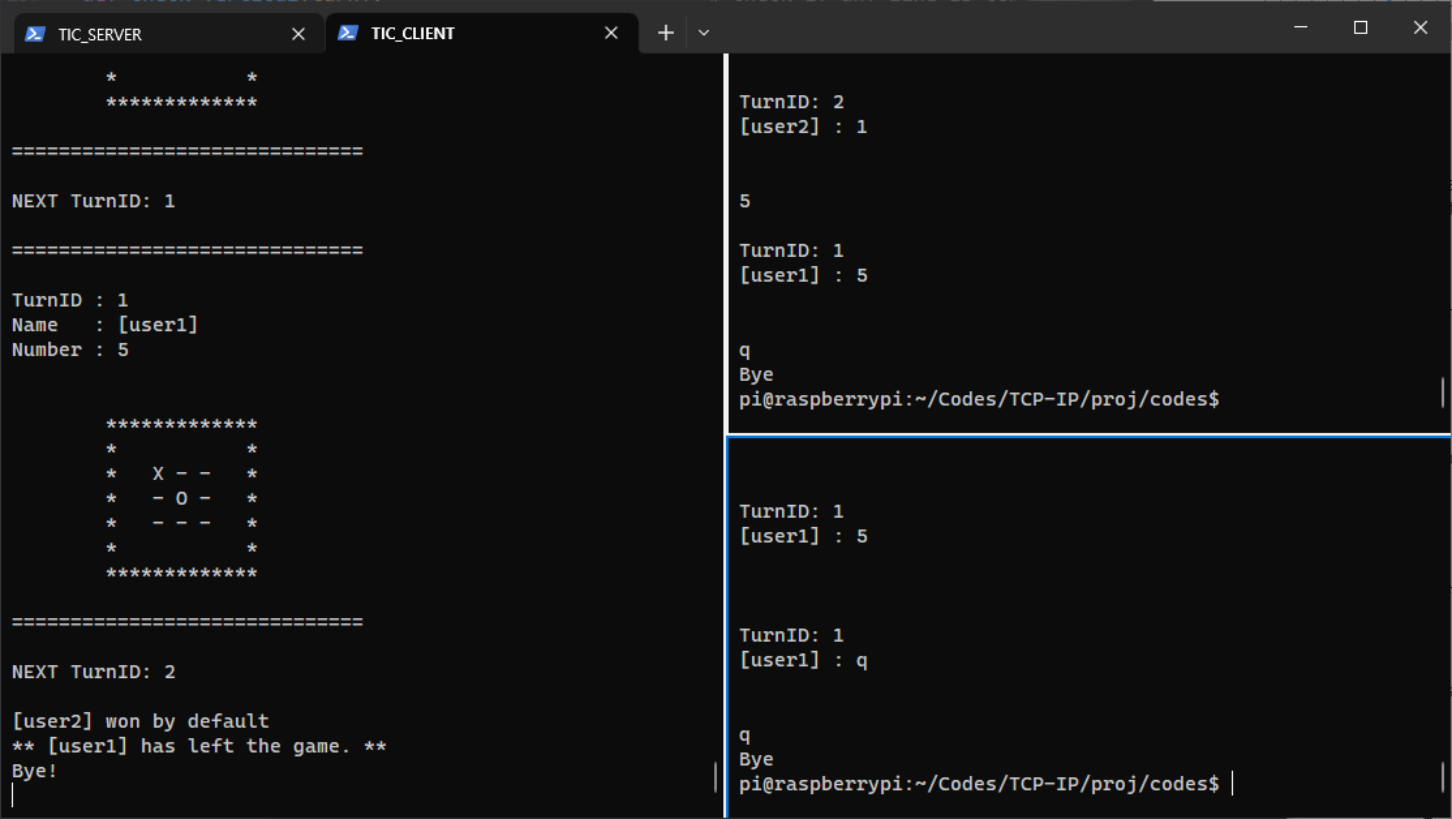 TIC_SERVER
TIC_CLIENT
*           *
*************
==============================
NEXT TurnID: 1
==============================
TurnID : 1
Name   : [user1]
Number : 5
*************
*           *
*   X - -   *
*   - O -   *
*   - - -   *
*           *
*************
==============================
NEXT TurnID: 2
[user2] won by default
** [user1] has left the game. **
Bye!
TurnID: 2
[user2] : 1
5
TurnID: 1
[user1] : 5
q
Bye
pi@raspberrypi:~/Codes/TCP-IP/proj/codes$
TurnID: 1
[user1] : 5
TurnID: 1
[user1] : q
q
Bye
pi@raspberrypi:~/Codes/TCP-IP/proj/codes$